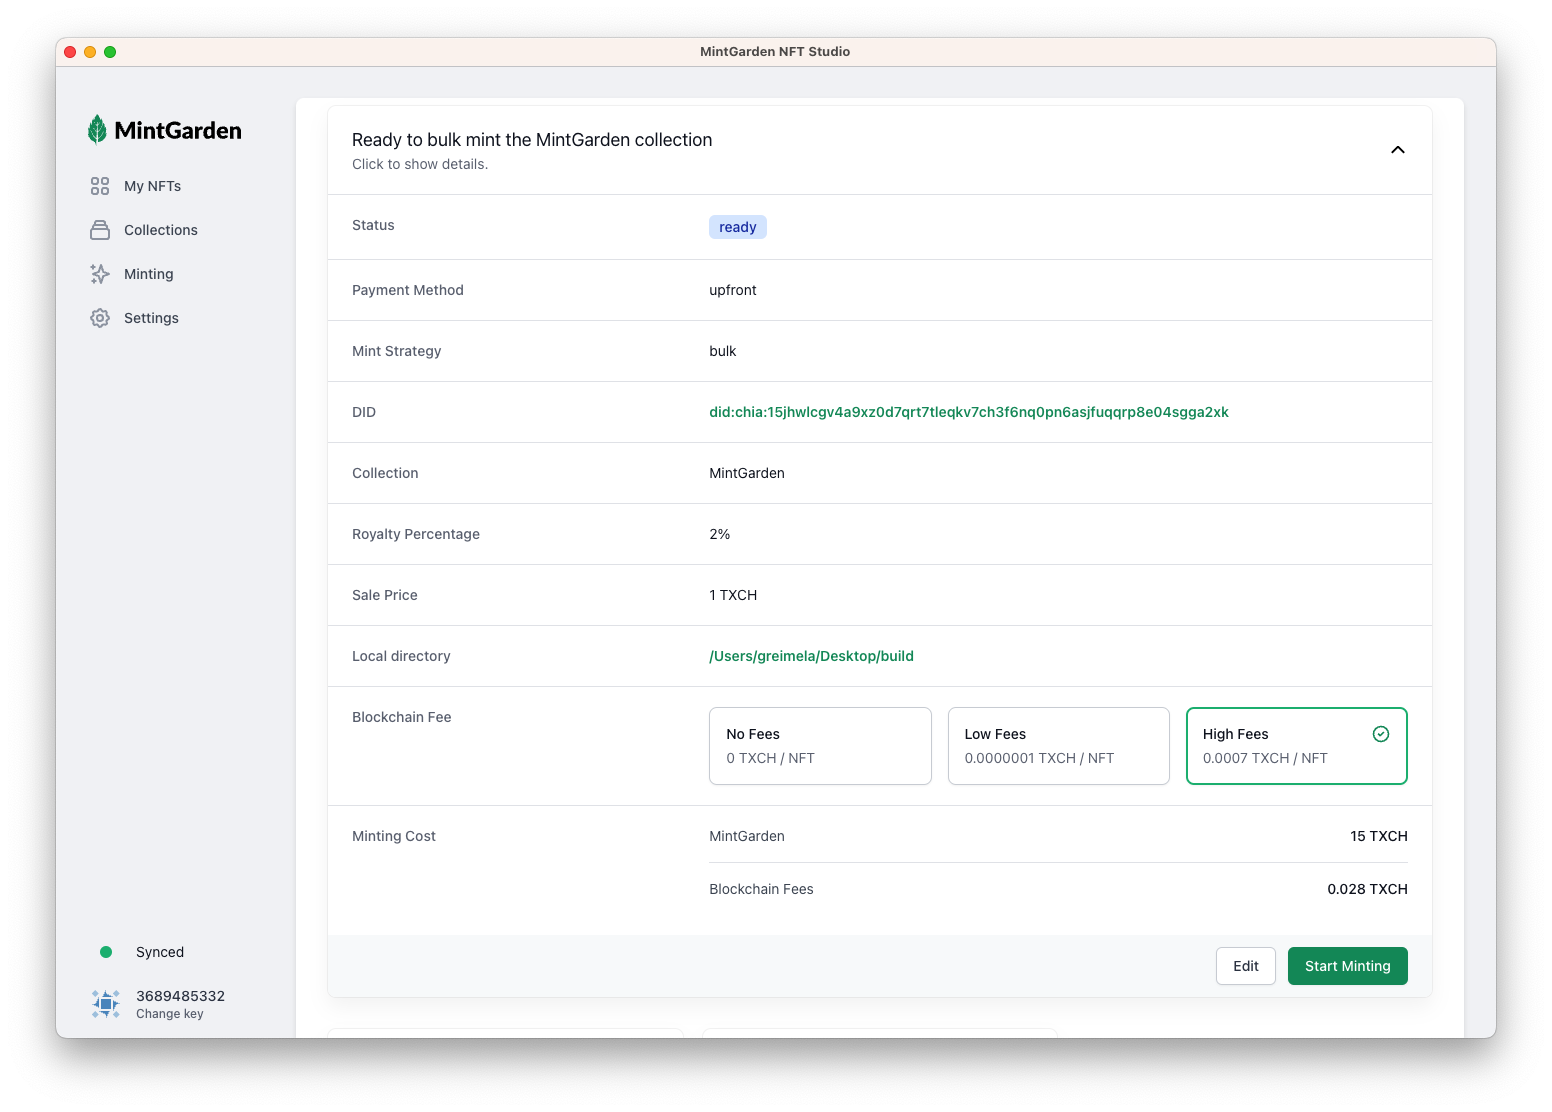 MintGarden NFT Studio
MintGarden
My NFTs
Collections
Minting
Settings
Synced
3689485332
Change key
Ready to bulk mint the MintGarden collection
Click to show details.
Status
ready
Payment Method
upfront
Mint Strategy
bulk
DID
did:chia:15jhwlcgv4a9xz0d7qrt7tleqkv7ch3f6nq0pn6asjfuqqrp8e04sgga2xk
Collection
MintGarden
Royalty Percentage
2%
Sale Price
1 TXCH
Local directory
/Users/greimela/Desktop/build
Blockchain Fee
No Fees
0 TXCH / NFT
Low Fees
0.0000001 TXCH / NFT
High Fees
0.0007 TXCH / NFT
Minting Cost
MintGarden
15 TXCH
Blockchain Fees
0.028 TXCH
Edit
Start Minting